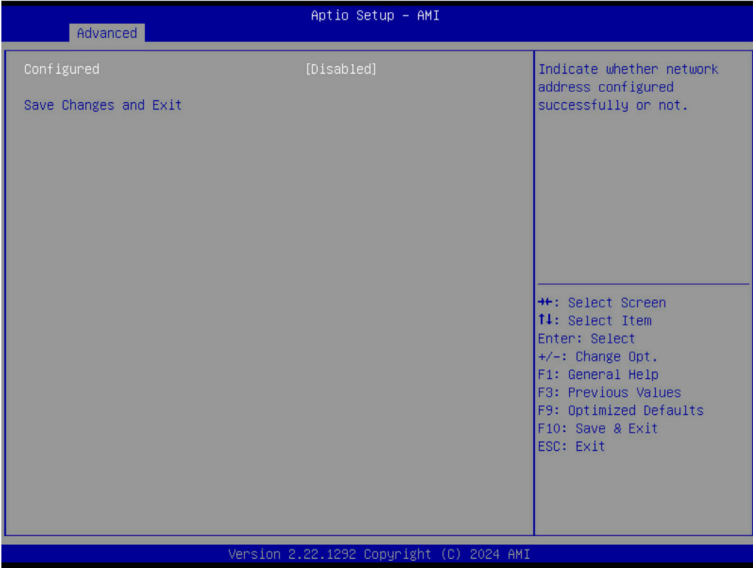 Aptio Setup – AMI
Advanced
Configured [Disabled]
Save Changes and Exit
Indicate whether network
address configured
successfully or not.
→←: Select Screen
↑↓: Select Item
Enter: Select
+/-: Change Opt.
F1: General Help
F3: Previous Values
F9: Optimized Defaults
F10: Save & Exit
ESC: Exit
Version 2.22.1292 Copyright (C) 2024 AMI